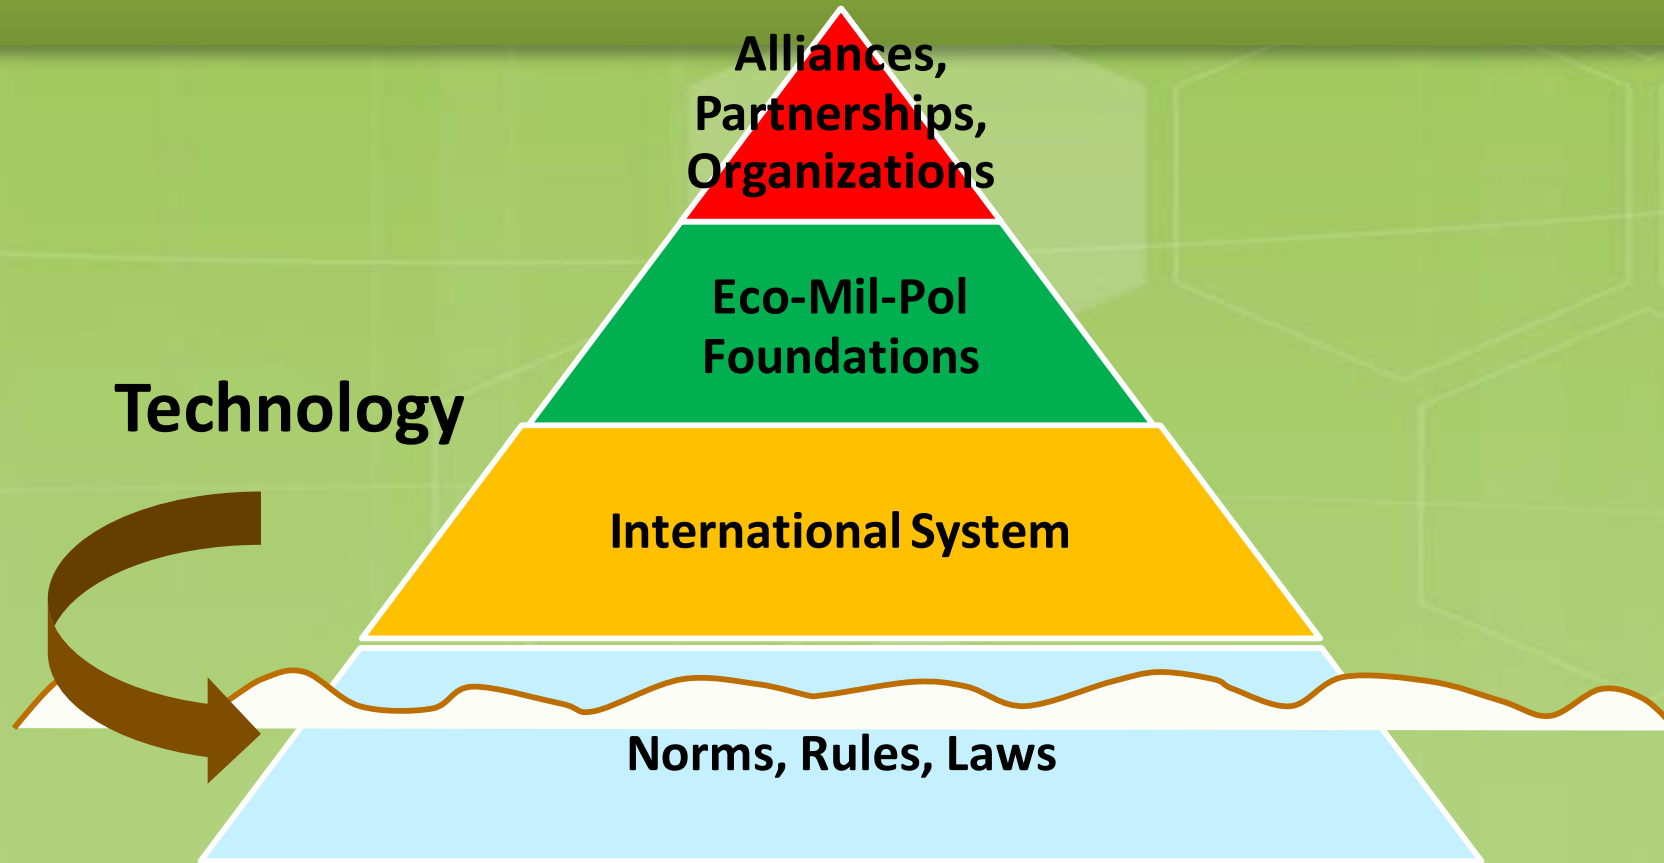 Alliances,
Partnerships,
Organizations
Eco-Mil-Pol
Foundations
Technology
International System
Norms, Rules, Laws